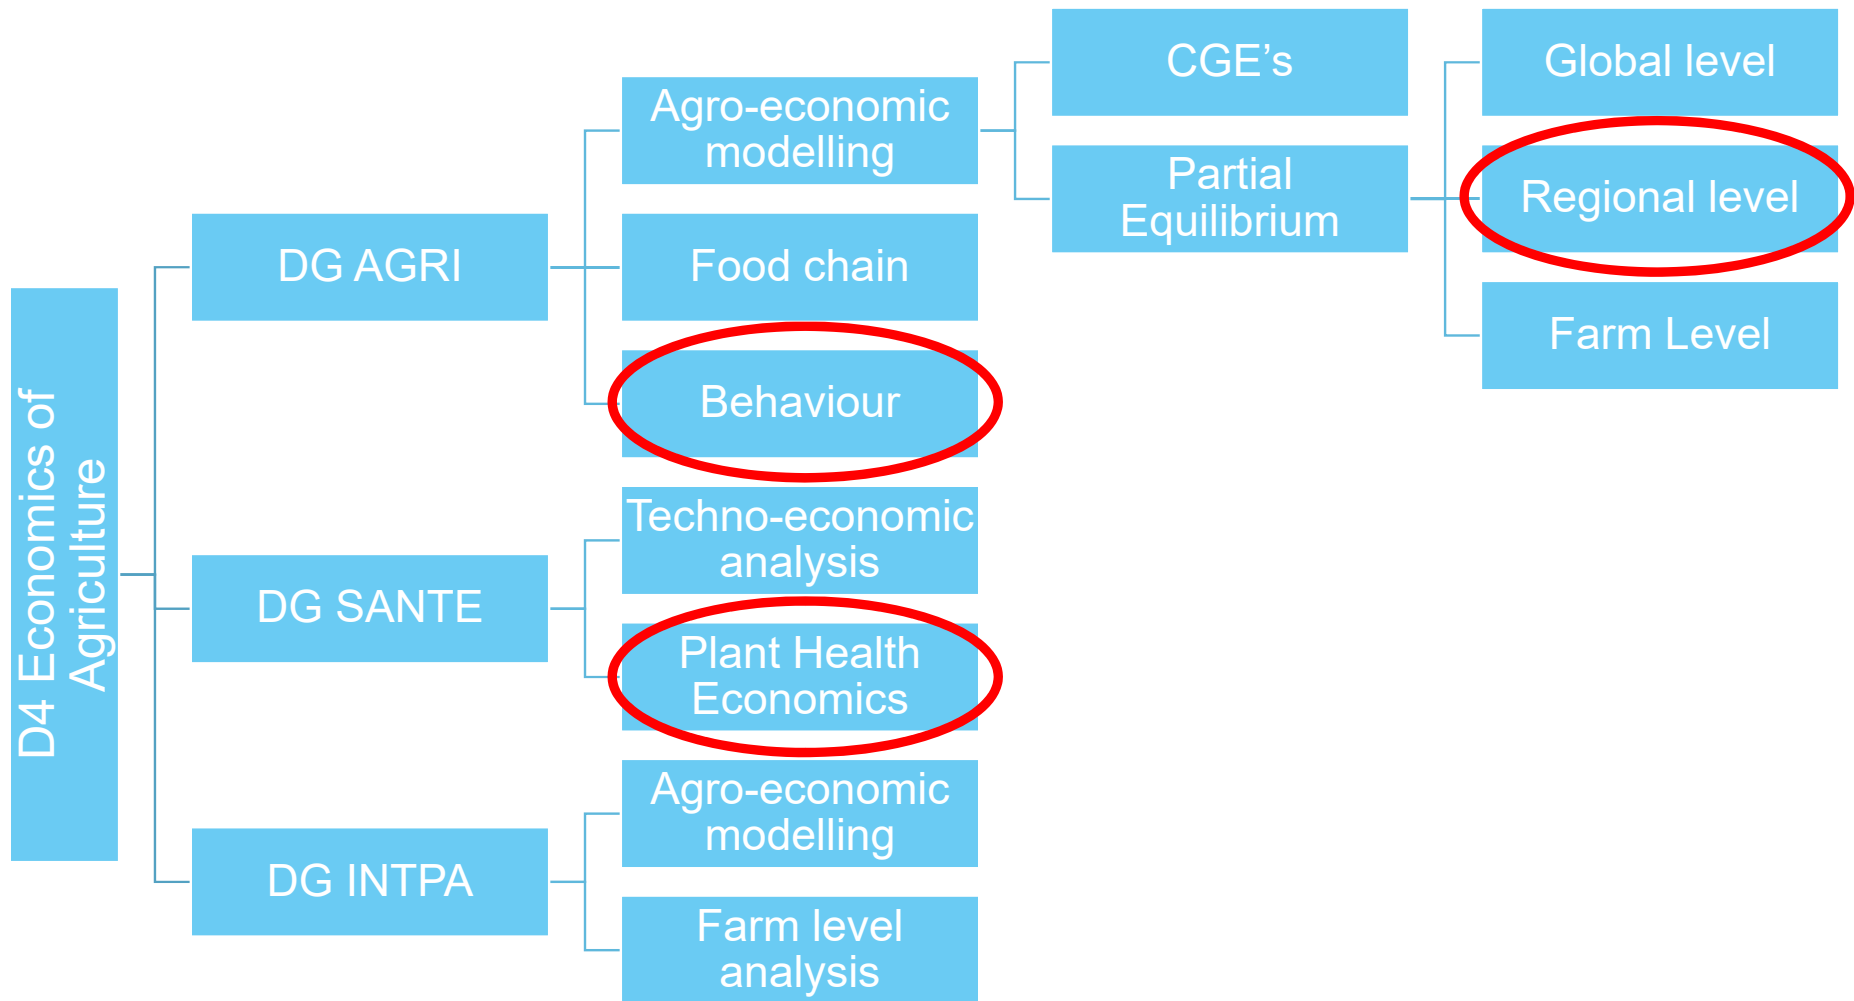 D4 Economics of
Agriculture
DG AGRI
Agro-economic
modelling
CGE's
Partial
Equilibrium
Global level
Regional level
Farm Level
Food chain
Behaviour
DG SANTE
Techno-economic
analysis
Plant Health
Economics
DG INTPA
Agro-economic
modelling
Farm level
analysis